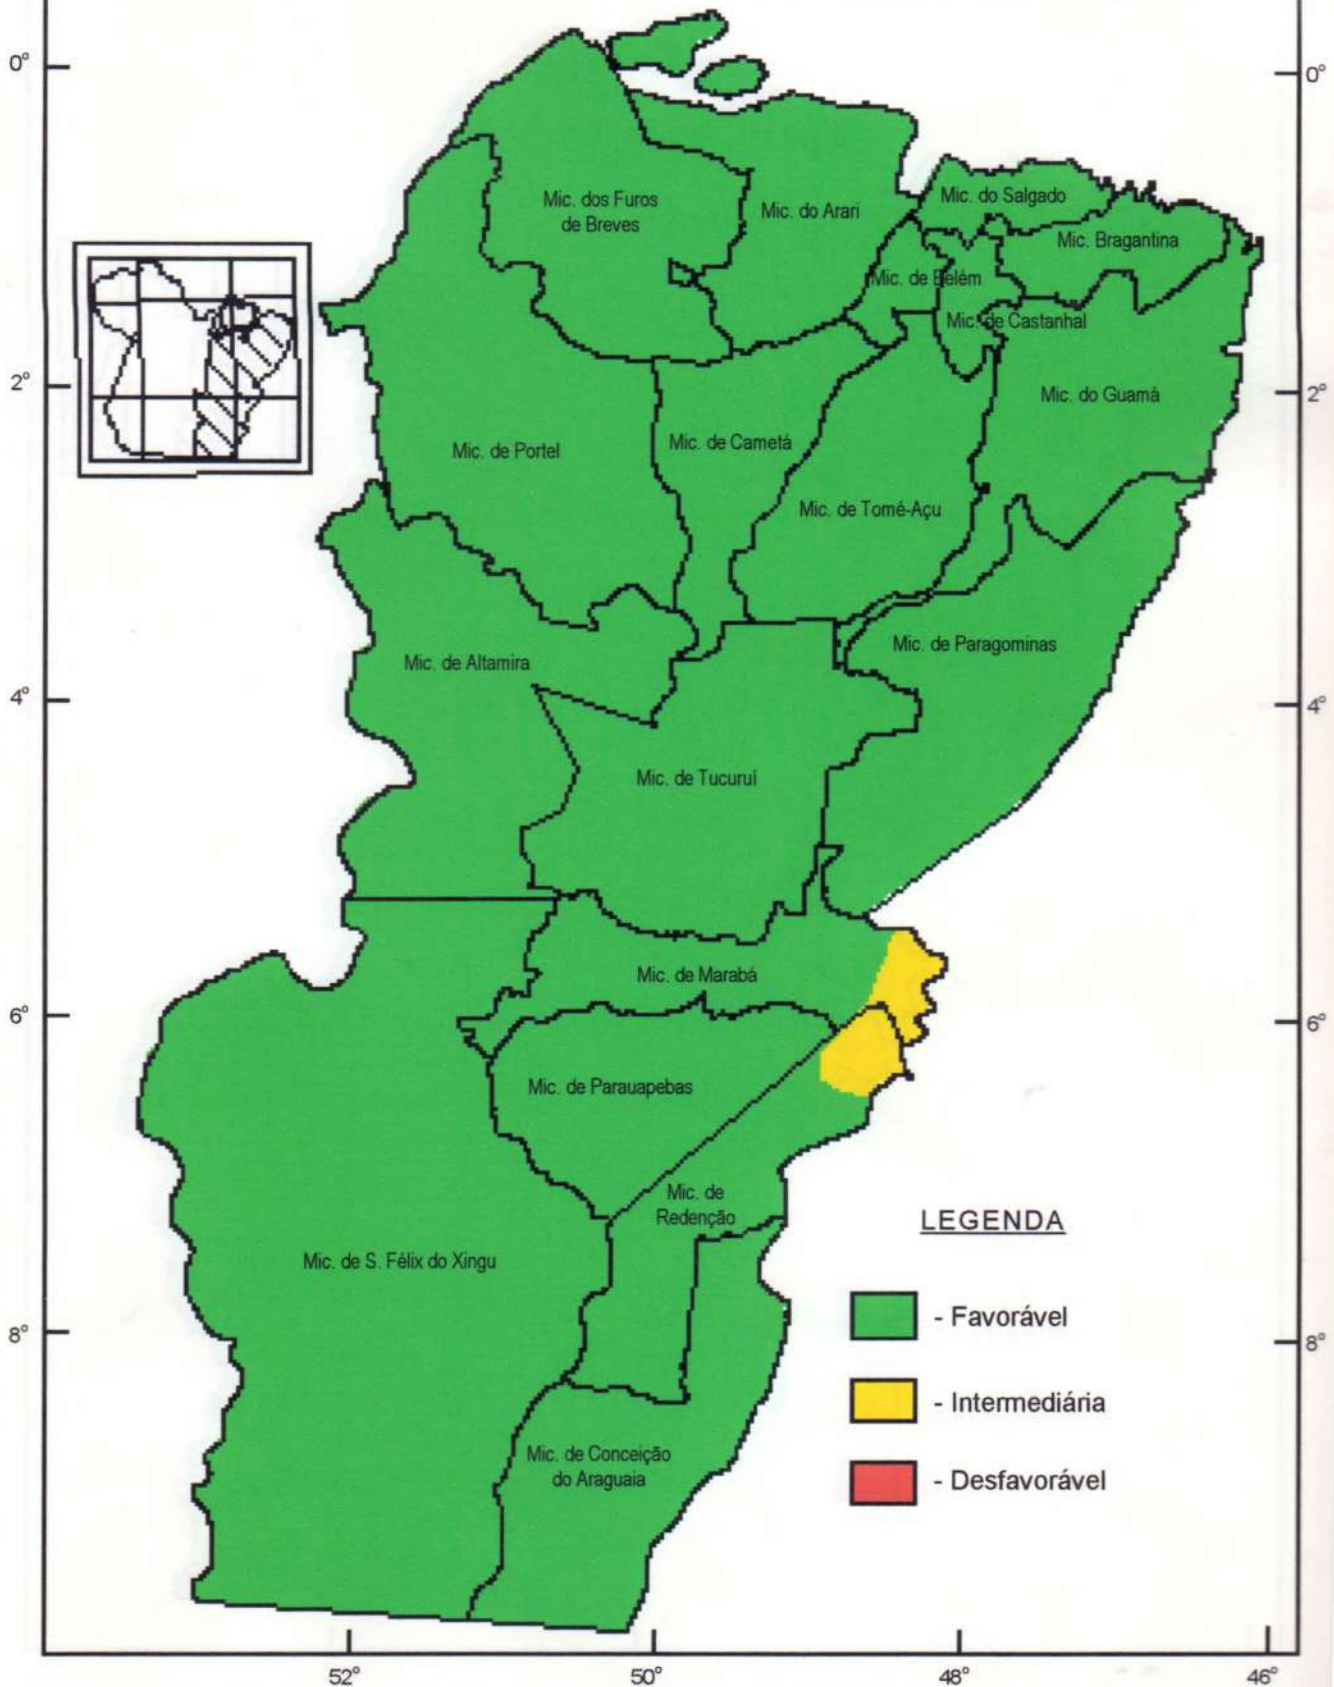 0°
0°
Mic. do Salgado
Mic. dos Furos
de Breves
Mic. do Arari
Mic. Bragantina
Mic. de Belém
Mic. de Castanhal
2°
2°
Mic. do Guamá
Mic. de Cametá
Mic. de Portel
Mic. de Tomé-Açu
Mic. de Paragominas
Mic. de Altamira
4°
4°
Mic. de Tucuruí
Mic. de Marabá
6°
6°
Mic. de Parauapebas
Mic. de
Redenção
LEGENDA
Mic. de S. Félix do Xingu
- Favorável
8°
8°
- Intermediária
Mic. de Conceição
do Araguaia
- Desfavorável
52°
50°
48°
46°